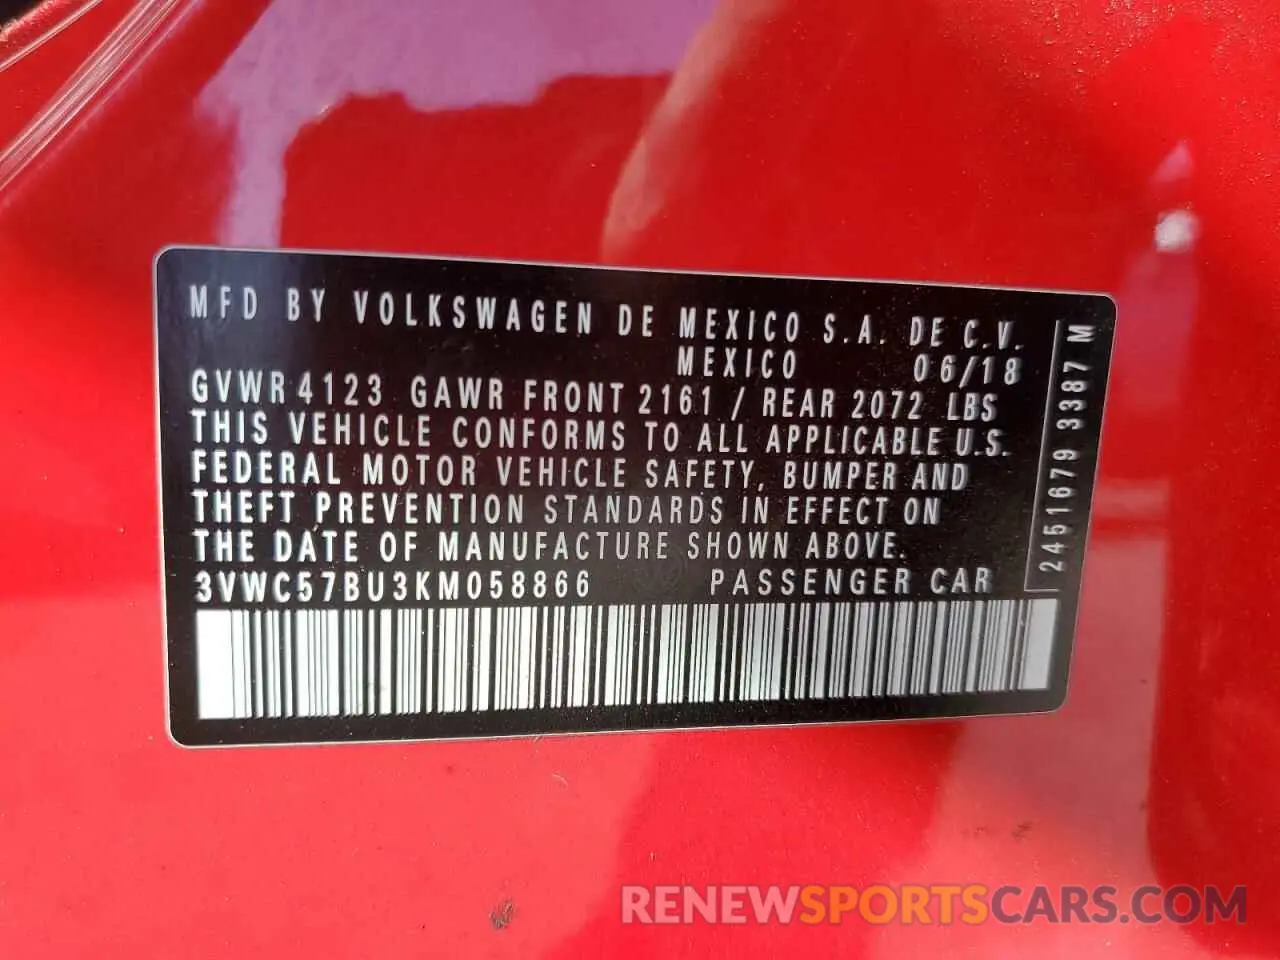 MFD BY VOLKSWAGEN DE MEXICO S.A. DE C.V.
MEXICO 06/18
GVWR 4123 GAWR FRONT 2161 / REAR 2072 LBS
THIS VEHICLE CONFORMS TO ALL APPLICABLE U.S.
FEDERAL MOTOR VEHICLE SAFETY, BUMPER AND
THEFT PREVENTION STANDARDS IN EFFECT ON
THE DATE OF MANUFACTURE SHOWN ABOVE.
3VWC57BU3KM058866 PASSENGER CAR
2451679 3387 M
RENEWSPORTSCARS.COM